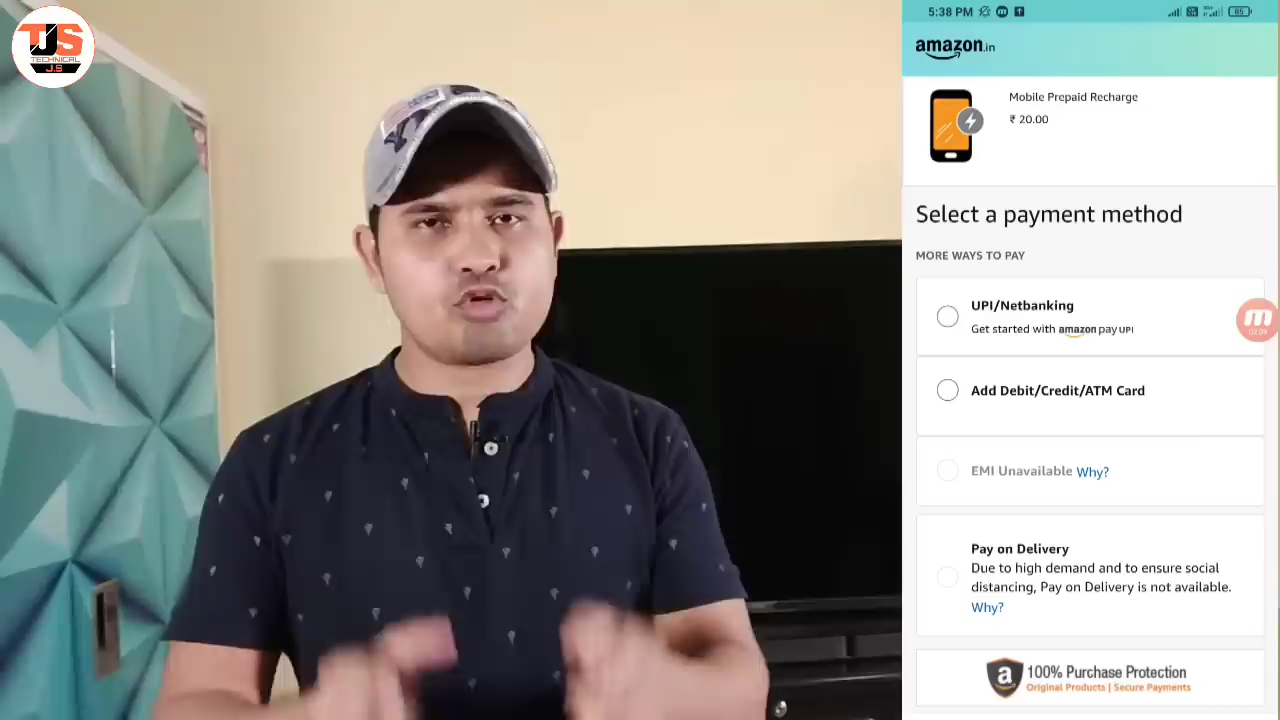 TJS
TECHNICAL
J.S
5:38 PM
85
amazon.in
Mobile Prepaid Recharge
₹ 20.00
Select a payment method
MORE WAYS TO PAY
UPI/Netbanking
Get started with amazon pay UPI
02:09
Add Debit/Credit/ATM Card
EMI Unavailable Why?
Pay on Delivery
Due to high demand and to ensure social
distancing, Pay on Delivery is not available.
Why?
a 100% Purchase Protection
Original Products | Secure Payments